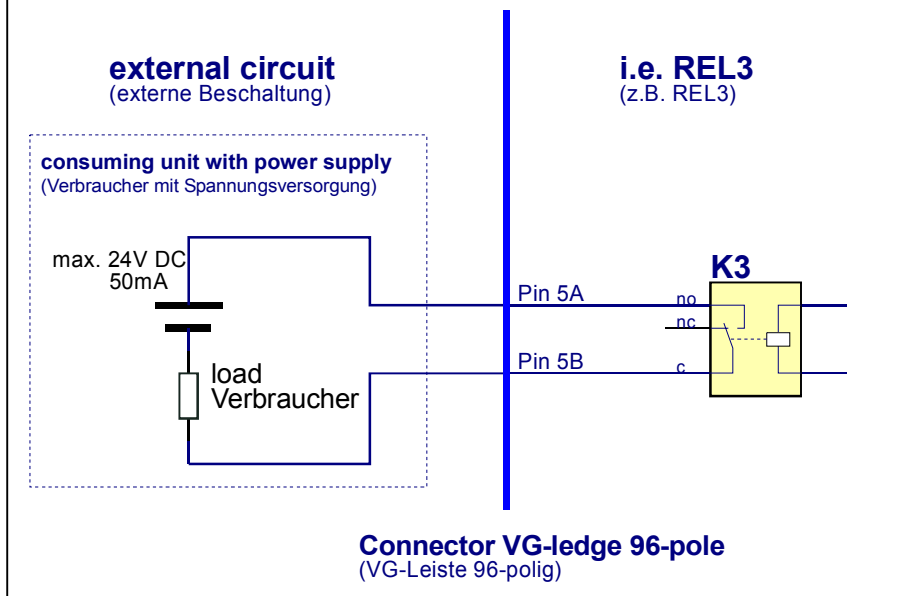 external circuit
(externe Beschaltung)
i.e. REL3
(z.B. REL3)
consuming unit with power supply
(Verbraucher mit Spannungsversorgung)
max. 24V DC
50mA
load
Verbraucher
Pin 5A
Pin 5B
K3
no
nc
c
Connector VG-ledge 96-pole
(VG-Leiste 96-polig)